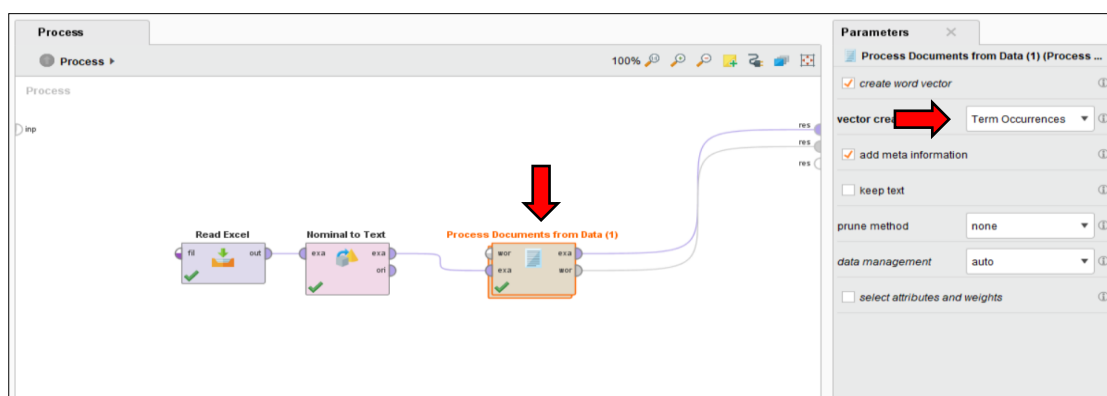 Process
Process
100%
Process
inp
res
res
res
Read Excel
fil
out
Nominal to Text
exa
exa
ori
Process Documents from Data (1)
wor
exa
exa
wor
Parameters
Process Documents from Data (1) (Process ...
create word vector
vector crea
Term Occurrences
add meta information
keep text
prune method
none
data management
auto
select attributes and weights